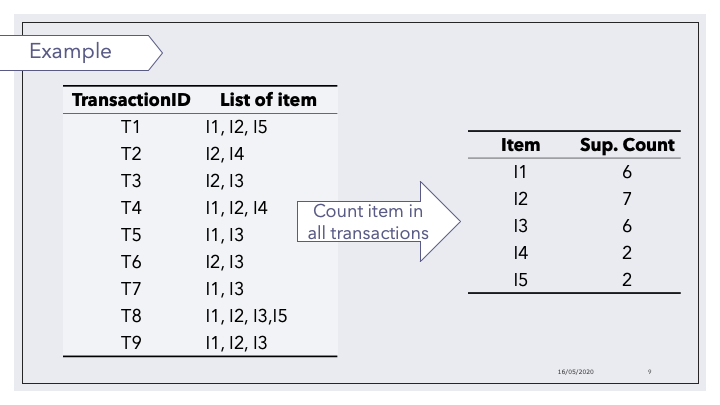 Example
TransactionID List of item
T1 I1, I2, I5
T2 I2, I4
T3 I2, I3
T4 I1, I2, I4
T5 I1, I3
T6 I2, I3
T7 I1, I3
T8 I1, I2, I3,I5
T9 I1, I2, I3
Count item in
all transactions
Item Sup. Count
I1 6
I2 7
I3 6
I4 2
I5 2
16/05/2020 9